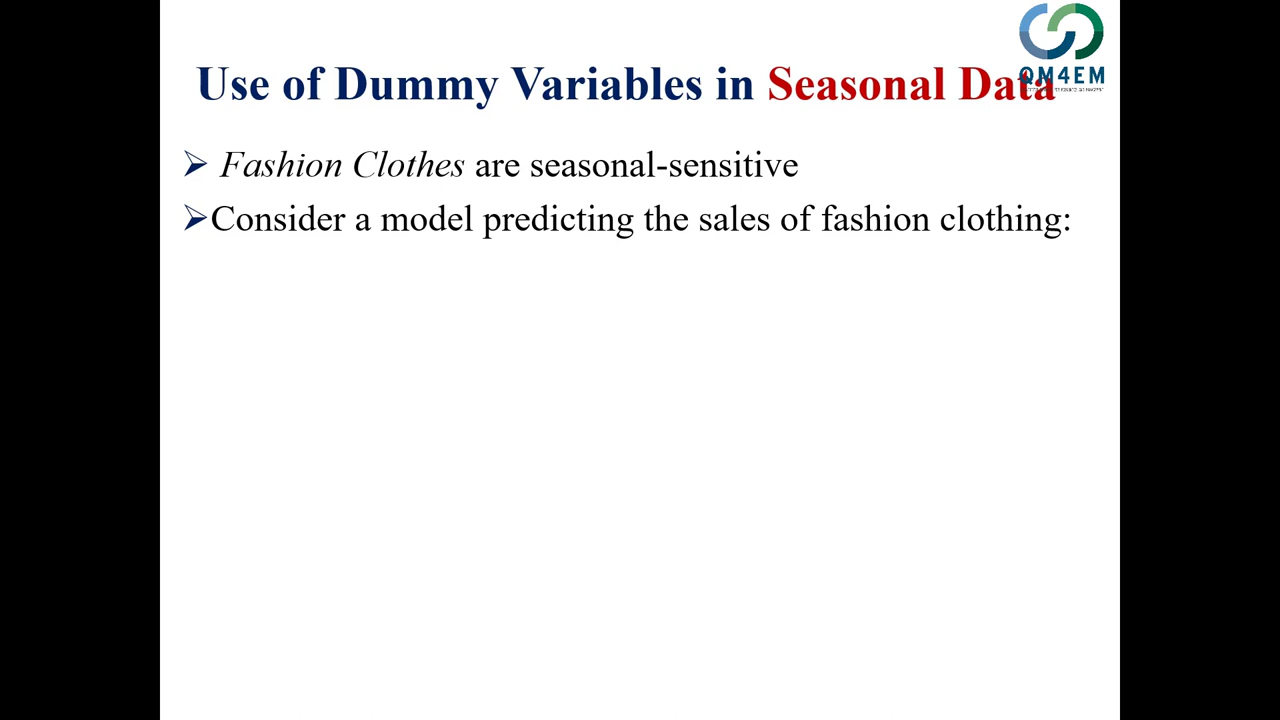 QM4EM
Use of Dummy Variables in Seasonal Data
➢ Fashion Clothes are seasonal-sensitive
➢Consider a model predicting the sales of fashion clothing: